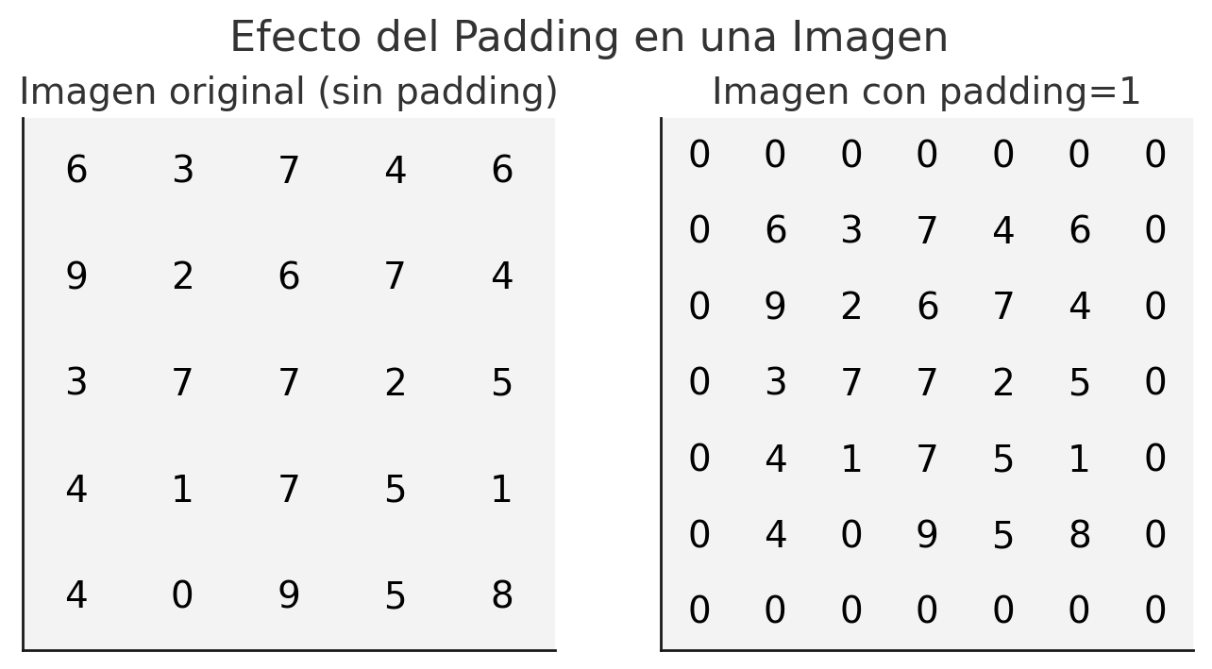 Efecto del Padding en una Imagen
Imagen original (sin padding)
6 3 7 4 6
9 2 6 7 4
3 7 7 2 5
4 1 7 5 1
4 0 9 5 8
Imagen con padding=1
0 0 0 0 0 0 0
0 6 3 7 4 6 0
0 9 2 6 7 4 0
0 3 7 7 2 5 0
0 4 1 7 5 1 0
0 4 0 9 5 8 0
0 0 0 0 0 0 0